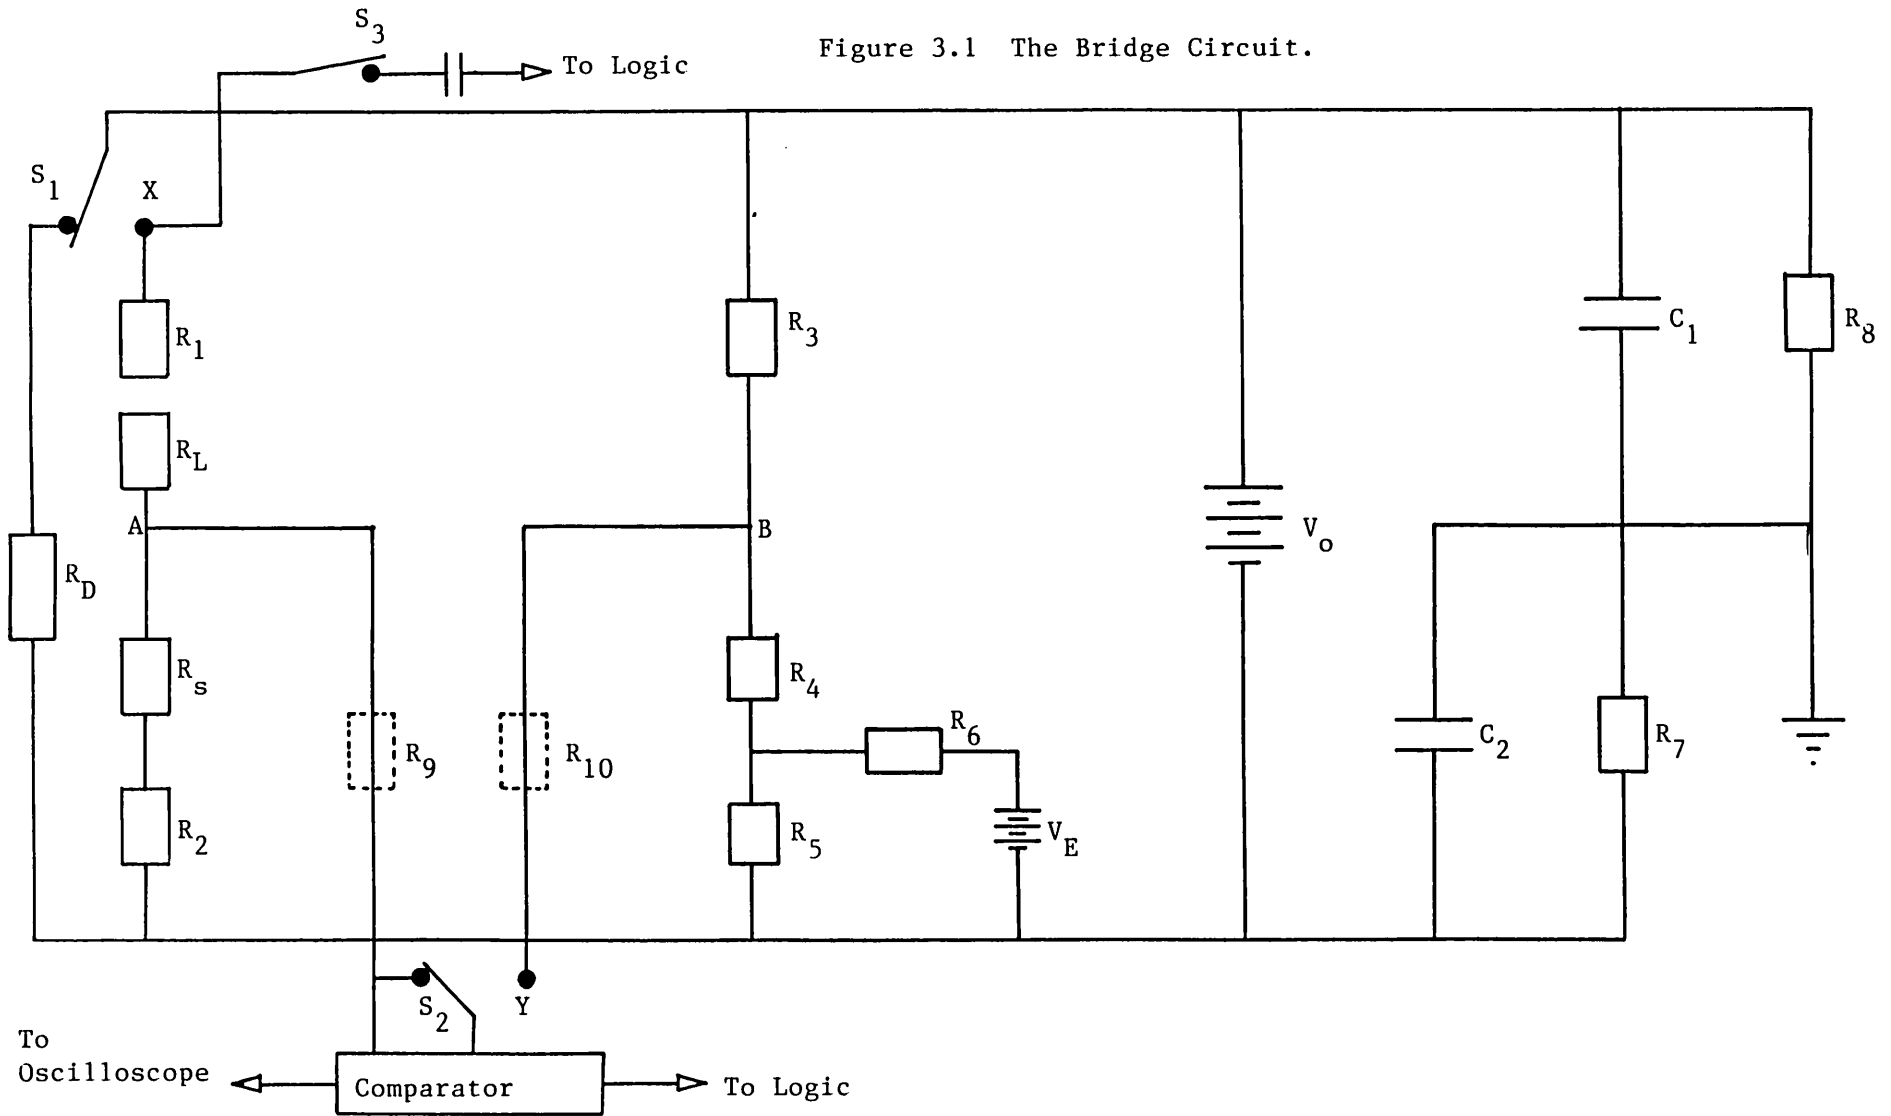 S3
Figure 3.1 The Bridge Circuit.
To Logic
S1
X
R1
R3
C1
R8
RL
A
B
Vo
RD
Rs
R4
R6
R9
R10
C2
R7
R2
R5
VE
S2
Y
To
Oscilloscope
Comparator
To Logic